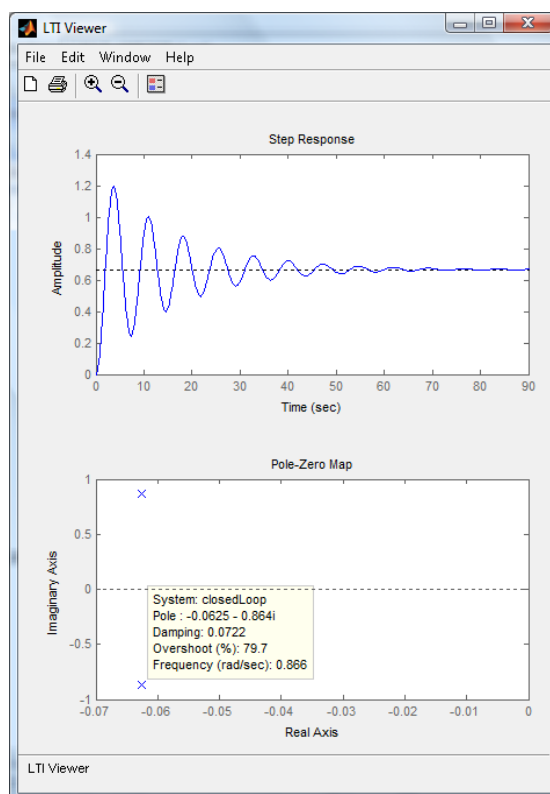 LTI Viewer
File Edit Window Help
Step Response
1.4
1.2
1
0.8
0.6
0.4
0.2
0
Amplitude
0 10 20 30 40 50 60 70 80 90
Time (sec)
Pole-Zero Map
1
0.5
0
-0.5
-1
Imaginary Axis
System: closedLoop
Pole : -0.0625 - 0.864i
Damping: 0.0722
Overshoot (%): 79.7
Frequency (rad/sec): 0.866
-0.07 -0.06 -0.05 -0.04 -0.03 -0.02 -0.01 0
Real Axis
LTI Viewer